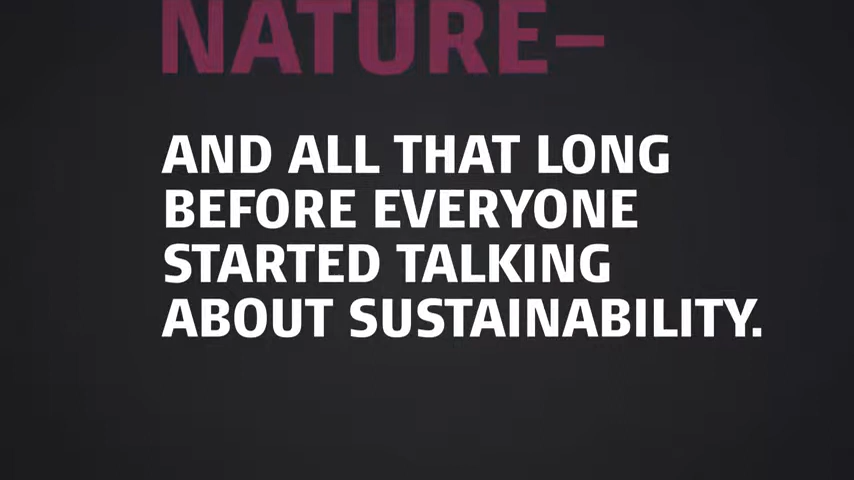 NATURE–
AND ALL THAT LONG
BEFORE EVERYONE
STARTED TALKING
ABOUT SUSTAINABILITY.